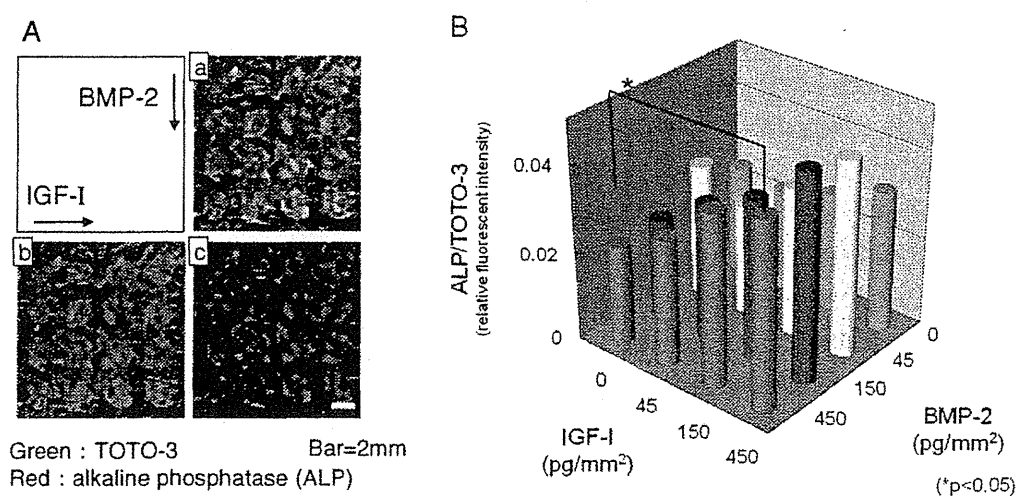 A
BMP-2
IGF-I
a
b
c
Green : TOTO-3
Bar=2mm
Red : alkaline phosphatase (ALP)
B
*
ALP/TOTO-3
(relative fluorescent intensity)
0.04
0.02
0
0
45
150
450
IGF-I
(pg/mm²)
0
45
150
450
BMP-2
(pg/mm²)
(*p<0.05)